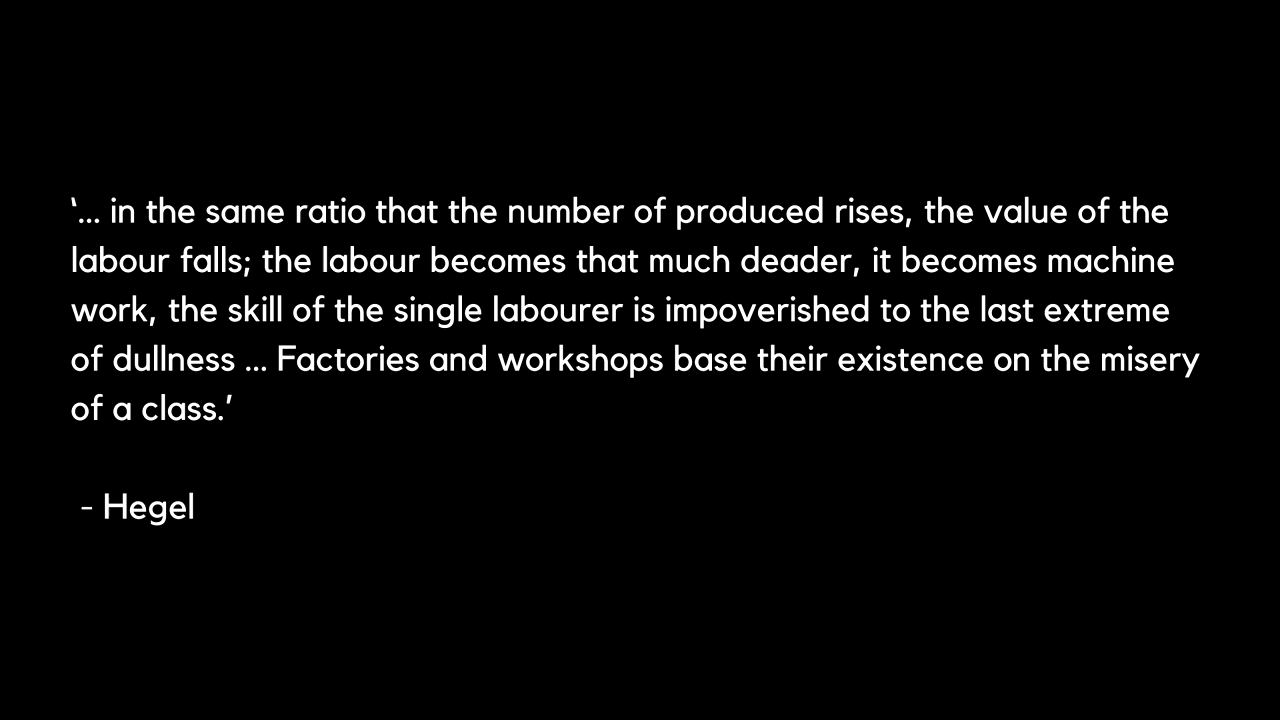 ‘... in the same ratio that the number of produced rises, the value of the
labour falls; the labour becomes that much deader, it becomes machine
work, the skill of the single labourer is impoverished to the last extreme
of dullness ... Factories and workshops base their existence on the misery
of a class.’
- Hegel